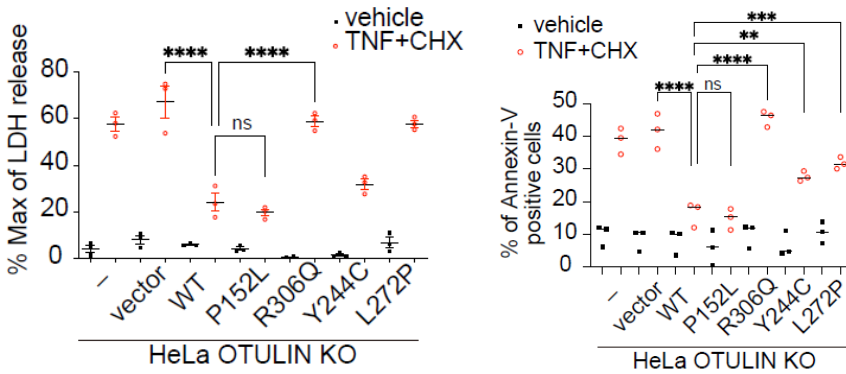 vehicle
TNF+CHX
**** ****
ns
% Max of LDH release
80
60
40
20
0
– vector WT P152L R306Q Y244C L272P
HeLa OTULIN KO
vehicle
TNF+CHX
***
**
****
**** ns
% of Annexin-V
positive cells
50
40
30
20
10
0
– vector WT P152L R306Q Y244C L272P
HeLa OTULIN KO